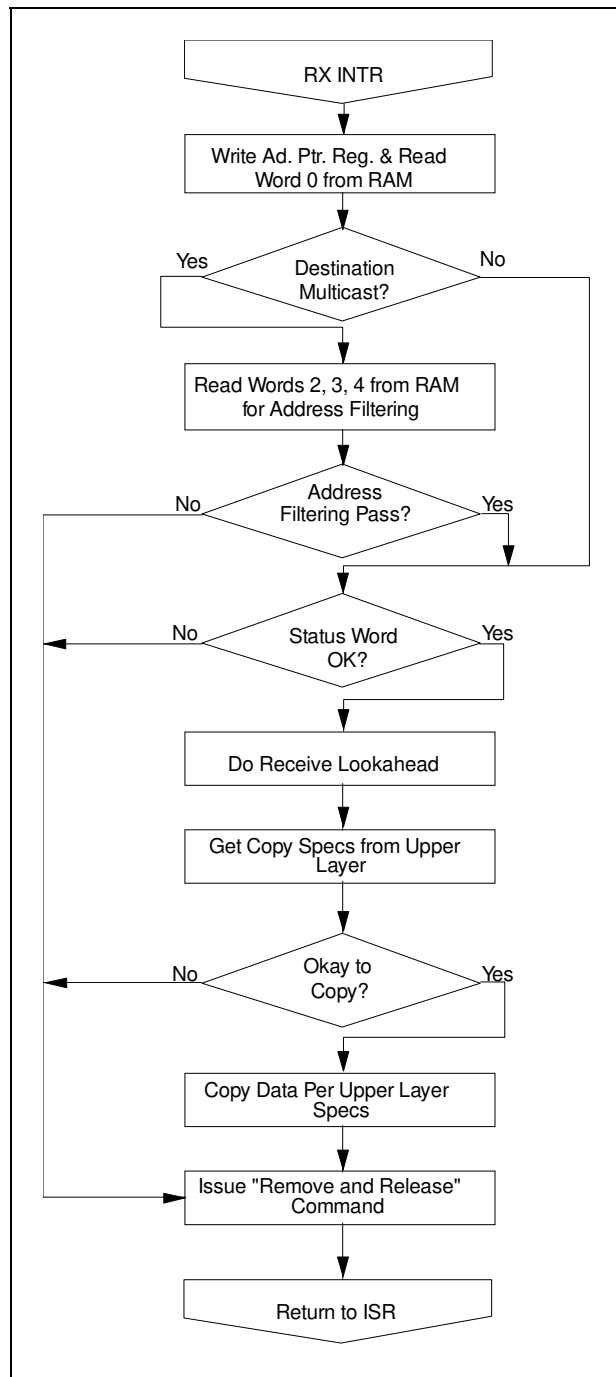 RX INTR
Write Ad. Ptr. Reg. & Read
Word 0 from RAM
Yes
No
Destination
Multicast?
Read Words 2, 3, 4 from RAM
for Address Filtering
No
Address
Yes
Filtering Pass?
No
Status Word
Yes
OK?
Do Receive Lookahead
Get Copy Specs from Upper
Layer
No
Okay to
Yes
Copy?
Copy Data Per Upper Layer
Specs
Issue "Remove and Release"
Command
Return to ISR